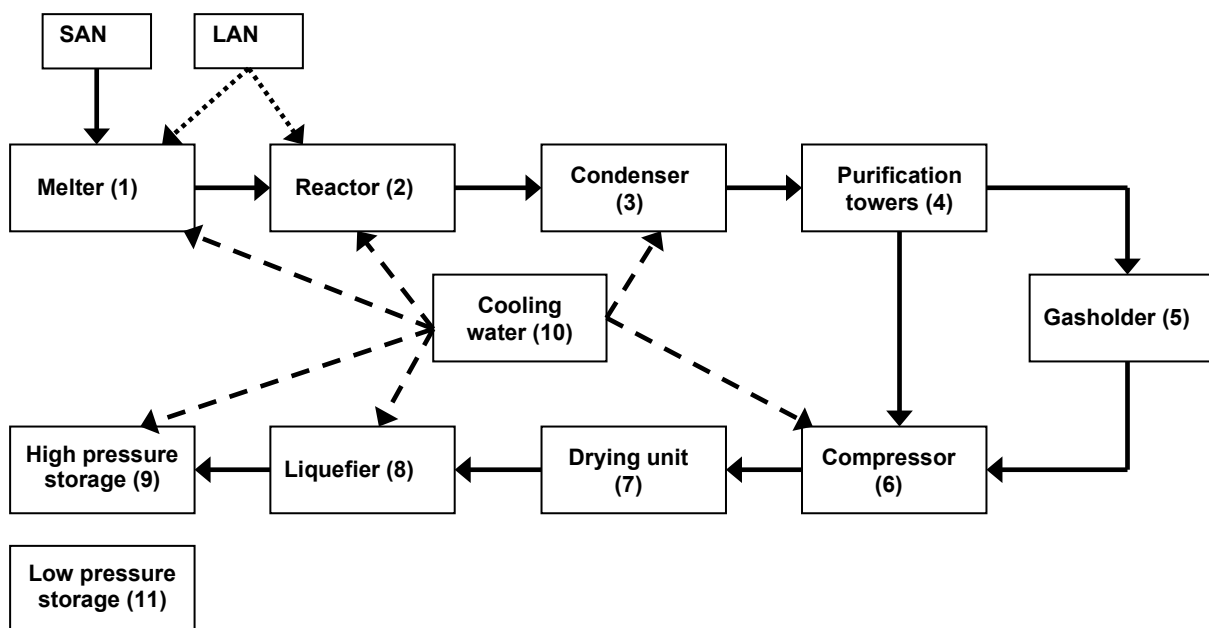 SAN
LAN
Melter (1)
Reactor (2)
Condenser
(3)
Purification
towers (4)
Cooling
water (10)
Gasholder (5)
High pressure
storage (9)
Liquefier (8)
Drying unit
(7)
Compressor
(6)
Low pressure
storage (11)